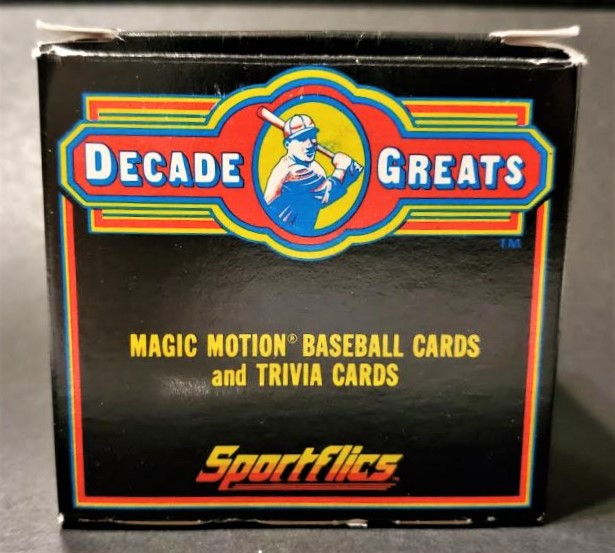 DECADE GREATS
TM
MAGIC MOTION® BASEBALL CARDS
and TRIVIA CARDS
Sportflics